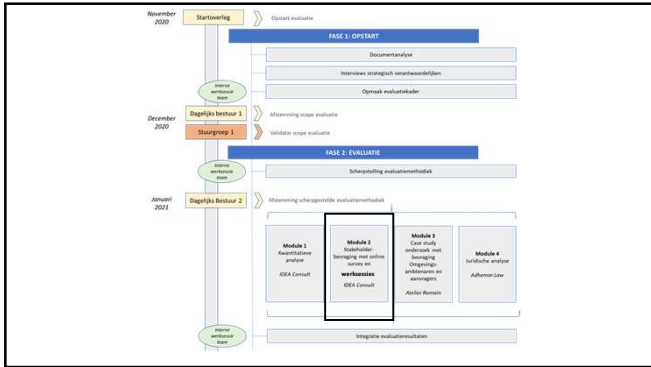 November
2020
Startoverleg
Opstart evaluatie
FASE 1: OPSTART
Documentanalyse
Interviews strategisch verantwoordelijken
Interne
werksessie
team
Opmaak evaluatiekader
December
2020
Dagelijks bestuur 1
Afstemming scope evaluatie
Stuurgroep 1
Validatie scope evaluatie
FASE 2: EVALUATIE
Interne
werksessie
team
Scherpstelling evaluatiemethodiek
Januari
2021
Dagelijks Bestuur 2
Afstemming scherpgestelde evaluatiemethodiek
Module 1
Kwantitatieve
analyse
IDEA Consult
Module 2
Stakeholder-
bevraging met online
survey en
werksessies
IDEA Consult
Module 3
Case study
onderzoek met
bevraging
Omgevings-
ambtenaren en
aanvragers
Atelier Romain
Module 4
Juridische analyse
Adhemar.Law
Interne
werksessie
team
Integratie evaluatieresultaten